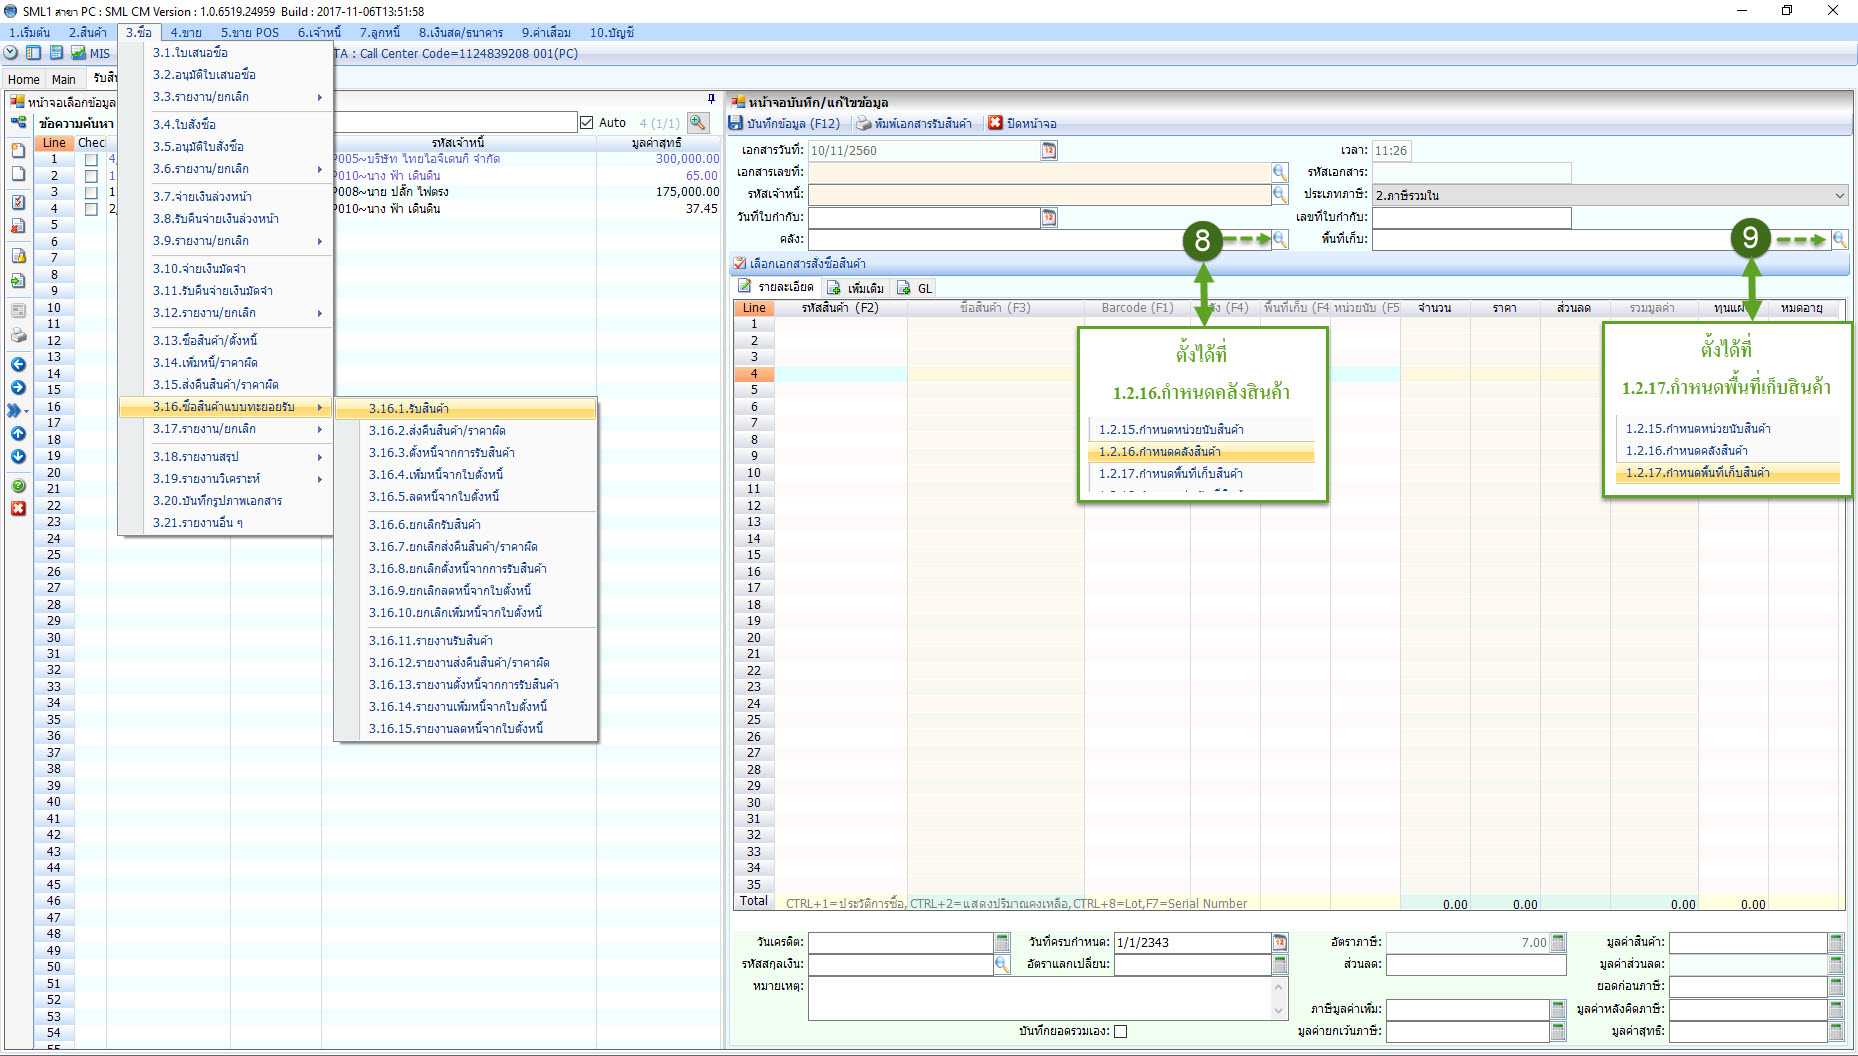 SML1 สาขา PC : SML CM Version : 1.0.6519.24959 Build : 2017-11-06T13:51:58
1.เริ่มต้น 2.สินค้า 3.ซื้อ 4.ขาย 5.ขาย POS 6.เจ้าหนี้ 7.ลูกหนี้ 8.เงินสด/ธนาคาร 9.ค่าเสื่อม 10.บัญชี
MIS TA : Call Center Code=1124839208 001(PC)
Home Main รับสิน
หน้าจอเลือกข้อมูล
ข้อความค้นหา Auto 4 (1/1)
Line Chec รหัสเจ้าหนี้ มูลค่าสุทธิ
1 4, P005~บริษัท ไทยไอจีเดนกิ จำกัด 300,000.00
2 1 P010~นาง ฟ้า เดินดิน 65.00
3 1 P008~นาย ปลั๊ก ไฟตรง 175,000.00
4 2, P010~นาง ฟ้า เดินดิน 37.45
5
6
7
8
9
10
11
12
13
14
15
16
17
18
19
20
21
22
23
24
25
26
27
28
29
30
31
32
33
34
35
36
37
38
39
40
41
42
43
44
45
46
47
48
49
50
51
52
53
54
55
3.1.ใบเสนอซื้อ
3.2.อนุมัติใบเสนอซื้อ
3.3.รายงาน/ยกเลิก
3.4.ใบสั่งซื้อ
3.5.อนุมัติใบสั่งซื้อ
3.6.รายงาน/ยกเลิก
3.7.จ่ายเงินล่วงหน้า
3.8.รับคืนจ่ายเงินล่วงหน้า
3.9.รายงาน/ยกเลิก
3.10.จ่ายเงินมัดจำ
3.11.รับคืนจ่ายเงินมัดจำ
3.12.รายงาน/ยกเลิก
3.13.ซื้อสินค้า/ตั้งหนี้
3.14.เพิ่มหนี้/ราคาผิด
3.15.ส่งคืนสินค้า/ราคาผิด
3.16.ซื้อสินค้าแบบทะยอยรับ
3.17.รายงาน/ยกเลิก
3.18.รายงานสรุป
3.19.รายงานวิเคราะห์
3.20.บันทึกรูปภาพเอกสาร
3.21.รายงานอื่น ๆ
3.16.1.รับสินค้า
3.16.2.ส่งคืนสินค้า/ราคาผิด
3.16.3.ตั้งหนี้จากการรับสินค้า
3.16.4.เพิ่มหนี้จากใบตั้งหนี้
3.16.5.ลดหนี้จากใบตั้งหนี้
3.16.6.ยกเลิกรับสินค้า
3.16.7.ยกเลิกส่งคืนสินค้า/ราคาผิด
3.16.8.ยกเลิกตั้งหนี้จากการรับสินค้า
3.16.9.ยกเลิกลดหนี้จากใบตั้งหนี้
3.16.10.ยกเลิกเพิ่มหนี้จากใบตั้งหนี้
3.16.11.รายงานรับสินค้า
3.16.12.รายงานส่งคืนสินค้า/ราคาผิด
3.16.13.รายงานตั้งหนี้จากการรับสินค้า
3.16.14.รายงานเพิ่มหนี้จากใบตั้งหนี้
3.16.15.รายงานลดหนี้จากใบตั้งหนี้
หน้าจอบันทึก/แก้ไขข้อมูล
บันทึกข้อมูล (F12) พิมพ์เอกสารรับสินค้า ปิดหน้าจอ
เอกสารวันที่: 10/11/2560 เวลา: 11:26
เอกสารเลขที่: รหัสเอกสาร:
รหัสเจ้าหนี้: ประเภทภาษี: 2.ภาษีรวมใน
วันที่ใบกำกับ: เลขที่ใบกำกับ:
คลัง: 8 พื้นที่เก็บ: 9
เลือกเอกสารสั่งซื้อสินค้า
รายละเอียด เพิ่มเติม GL
Line รหัสสินค้า (F2) ชื่อสินค้า (F3) Barcode (F1) (F4) พื้นที่เก็บ (F4 หน่วยนับ (F5 จำนวน ราคา ส่วนลด รวมมูลค่า ทุนแฝง หมดอายุ
1
2
3
4
5
6
7
8
9
10
11
12
13
14
15
16
17
18
19
20
21
22
23
24
25
26
27
28
29
30
31
32
33
34
35
Total CTRL+1=ประวัติการซื้อ,CTRL+2=แสดงปริมาณคงเหลือ,CTRL+8=Lot,F7=Serial Number 0.00 0.00 0.00 0.00
ตั้งได้ที่
1.2.16.กำหนดคลังสินค้า
1.2.15.กำหนดหน่วยนับสินค้า
1.2.16.กำหนดคลังสินค้า
1.2.17.กำหนดพื้นที่เก็บสินค้า
ตั้งได้ที่
1.2.17.กำหนดพื้นที่เก็บสินค้า
1.2.15.กำหนดหน่วยนับสินค้า
1.2.16.กำหนดคลังสินค้า
1.2.17.กำหนดพื้นที่เก็บสินค้า
วันเครดิต: วันที่ครบกำหนด: 1/1/2343 อัตราภาษี: 7.00 มูลค่าสินค้า:
รหัสสกุลเงิน: อัตราแลกเปลี่ยน: ส่วนลด: มูลค่าส่วนลด:
หมายเหตุ: ยอดก่อนภาษี:
ภาษีมูลค่าเพิ่ม: มูลค่าหลังคิดภาษี:
บันทึกยอดรวมเอง: มูลค่ายกเว้นภาษี: มูลค่าสุทธิ: